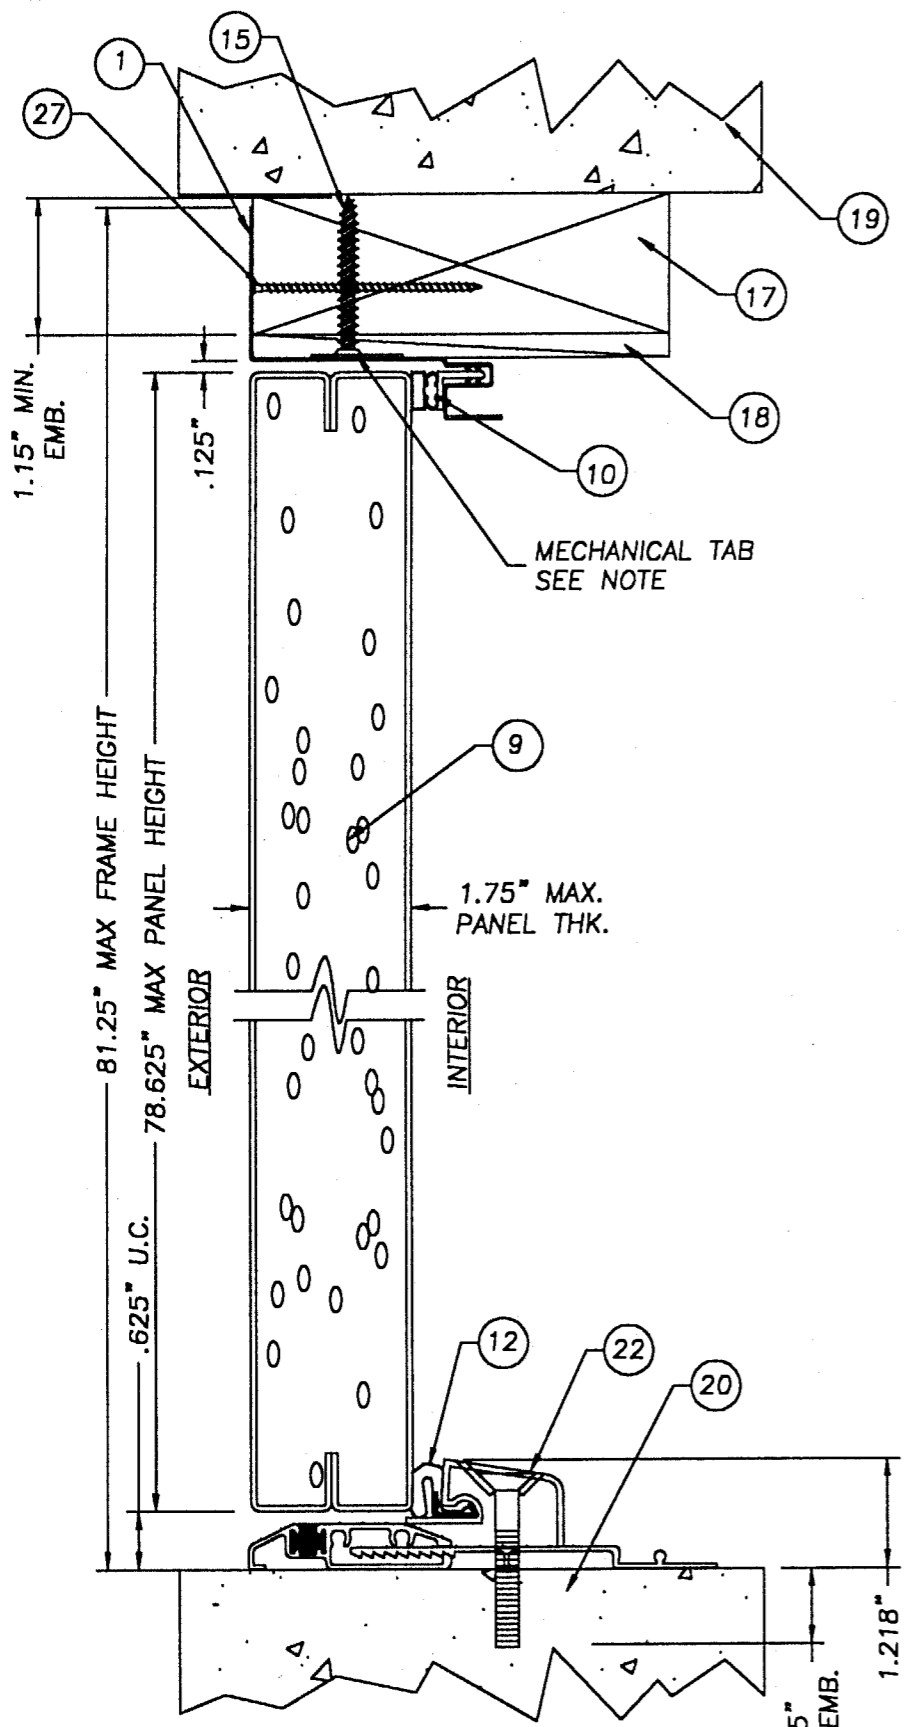 15
1
27
19
17
18
10
1.15" MIN.
EMB.
.125"
MECHANICAL TAB
SEE NOTE
9
81.25" MAX FRAME HEIGHT
78.625" MAX PANEL HEIGHT
1.75" MAX.
PANEL THK.
EXTERIOR
INTERIOR
.625" U.C.
12
22
20
1.218"
5"
EMB.